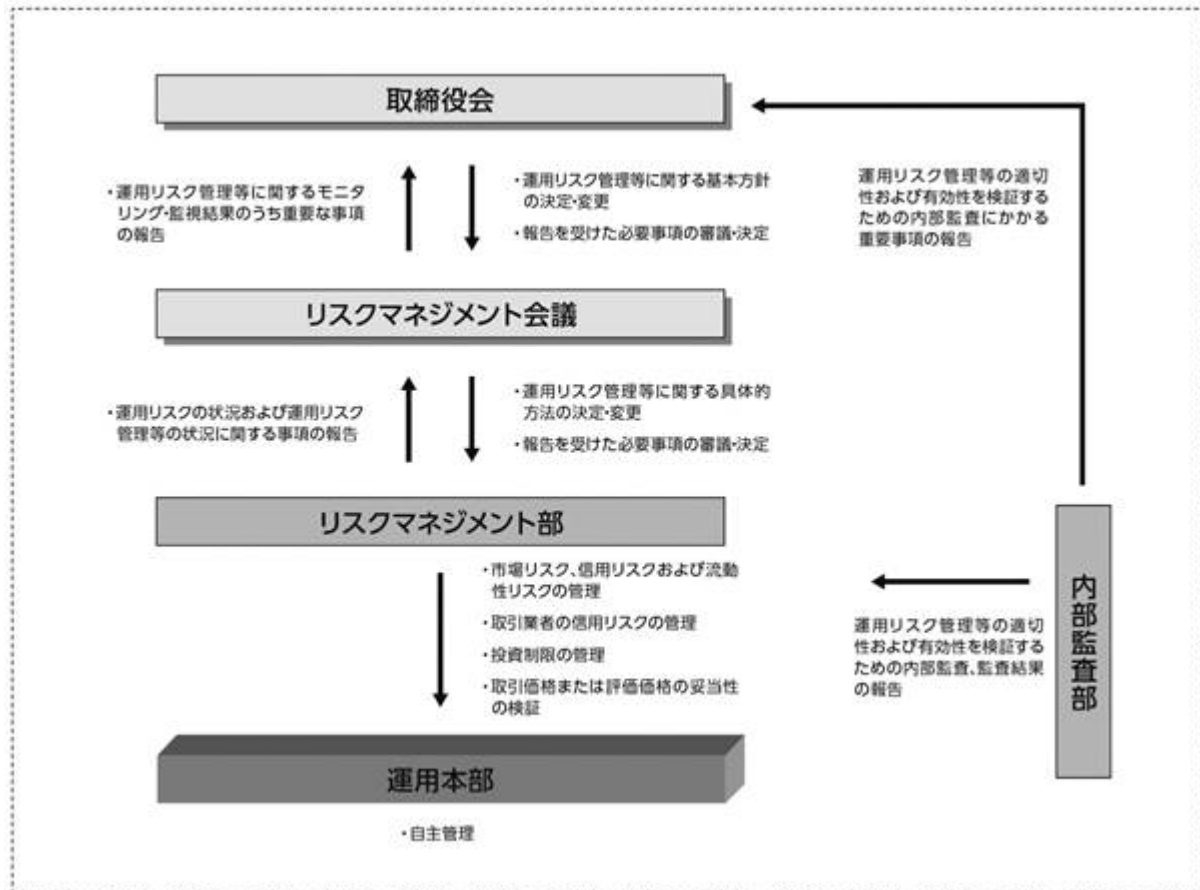 取締役会
・運用リスク管理等に関するモニタ
リング・監視結果のうち重要な事項
の報告
・運用リスク管理等に関する基本方針
の決定・変更
・報告を受けた必要事項の審議・決定
運用リスク管理等の適切
性および有効性を検証する
ための内部監査にかかる
重要事項の報告
リスクマネジメント会議
・運用リスクの状況および運用リスク
管理等の状況に関する事項の報告
・運用リスク管理等に関する具体的
方法の決定・変更
・報告を受けた必要事項の審議・決定
リスクマネジメント部
・市場リスク、信用リスクおよび流動
性リスクの管理
・取引業者の信用リスクの管理
・投資制限の管理
・取引価格または評価価格の妥当性
の検証
運用リスク管理等の適切
性および有効性を検証する
ための内部監査、監査結果
の報告
内部監査部
運用本部
・自主管理